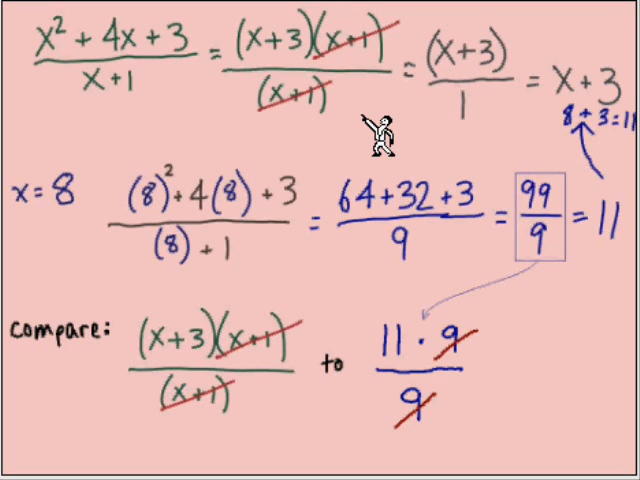 x² + 4x + 3 / x + 1 = (x+3)(x+1) / (x+1) = (x+3) / 1 = x + 3
8 + 3 = 11
x = 8 (8)² + 4(8) + 3 / (8) + 1 = 64 + 32 + 3 / 9 = 99 / 9 = 11
compare: (x+3)(x+1) / (x+1) to 11 · 9 / 9